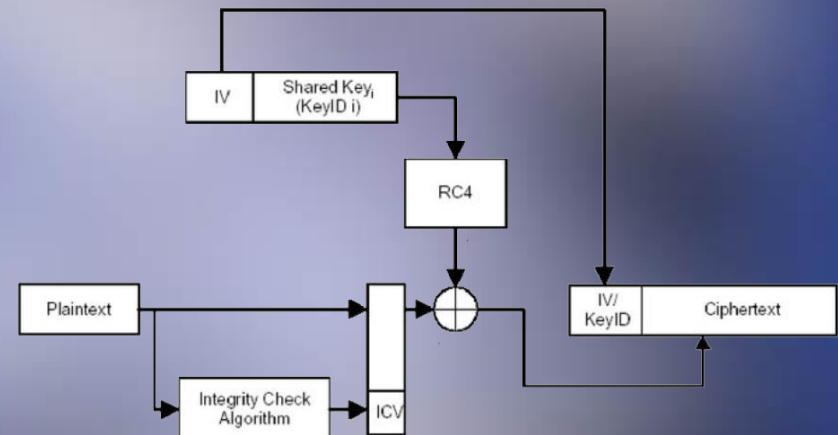 IV
Shared Keyᵢ
(KeyID i)
RC4
Plaintext
IV/
KeyID
Ciphertext
Integrity Check
Algorithm
ICV